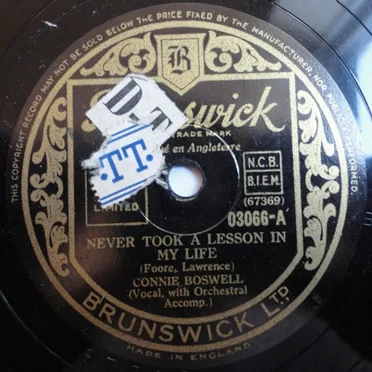 THIS COPYRIGHT RECORD MAY NOT BE SOLD BELOW THE PRICE FIXED BY THE MANUFACTURER, NOR PUBLICLY PERFORMED.
B
D.T
TRADE MARK
en Angleterre
.TT.
N.C.B.
B.I.E.M.
(67369)
LIMITED
03066-A
NEVER TOOK A LESSON IN
MY LIFE
(Foore, Lawrence)
CONNIE BOSWELL
(Vocal, with Orchestral
Accomp.)
BRUNSWICK LTD.
MADE IN ENGLAND